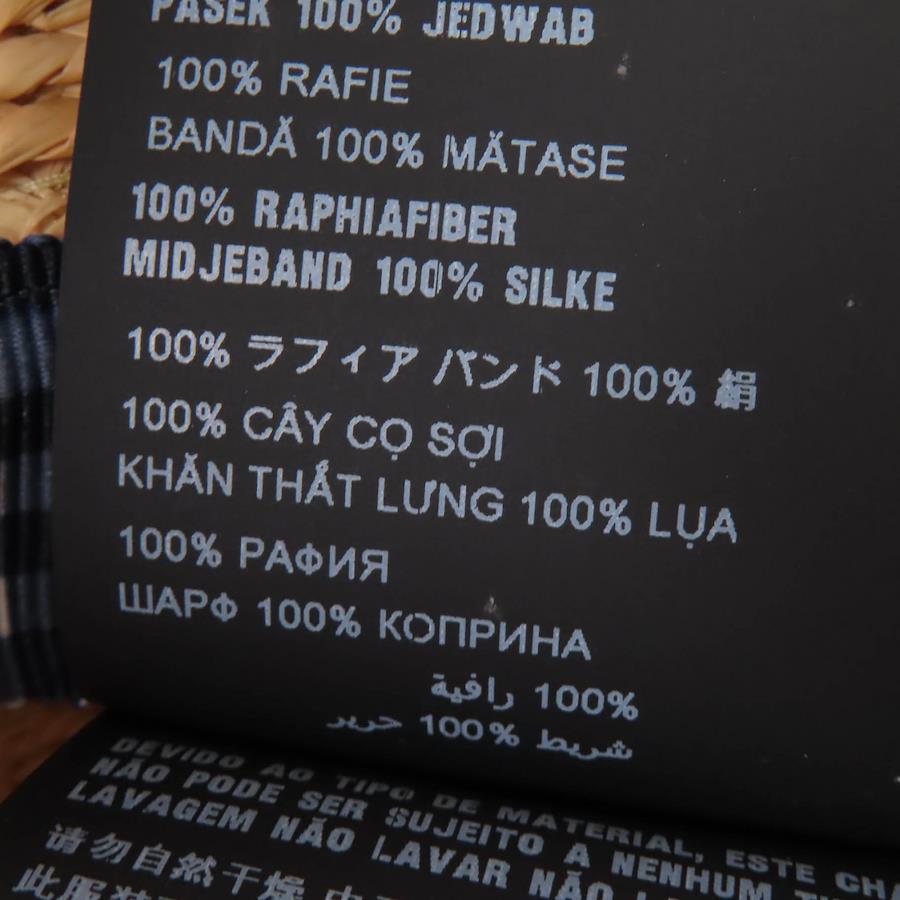 PASEK 100% JEDWAB
100% RAFIE
BANDĂ 100% MĂTASE
100% RAPHIAFIBER
MIDJEBAND 100% SILKE
100% ラフィア バンド 100% 絹
100% CÂY CỌ SỢI
KHĂN THẮT LƯNG 100% LỤA
100% РАФИЯ
ШАРФ 100% КОПРИНА
100% رافية
شريط 100% حرير
DEVIDO AO TIPO DE MATERIAL, ESTE
NÃO PODE SER SUJEITO A NENHUM
LAVAGEM NÃO LAVAR NÃO
请勿自然干燥
此服装